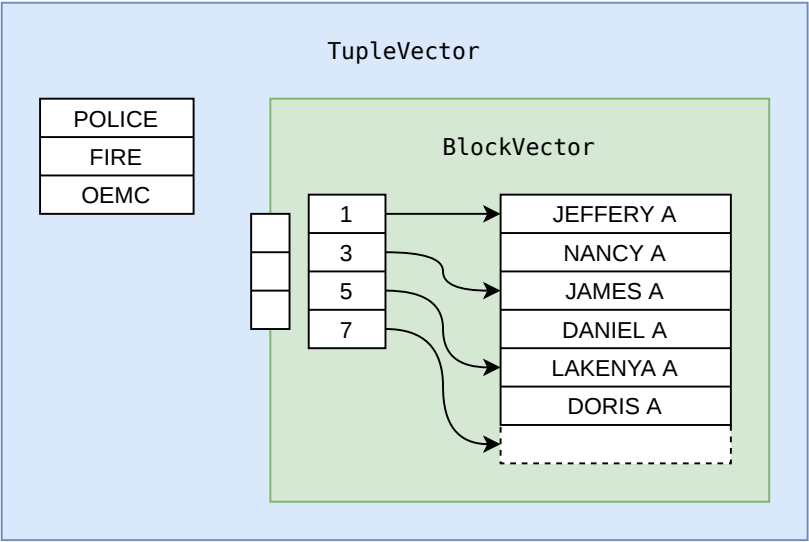 TupleVector
POLICE
FIRE
OEMC
BlockVector
1
3
5
7
JEFFERY A
NANCY A
JAMES A
DANIEL A
LAKENYA A
DORIS A